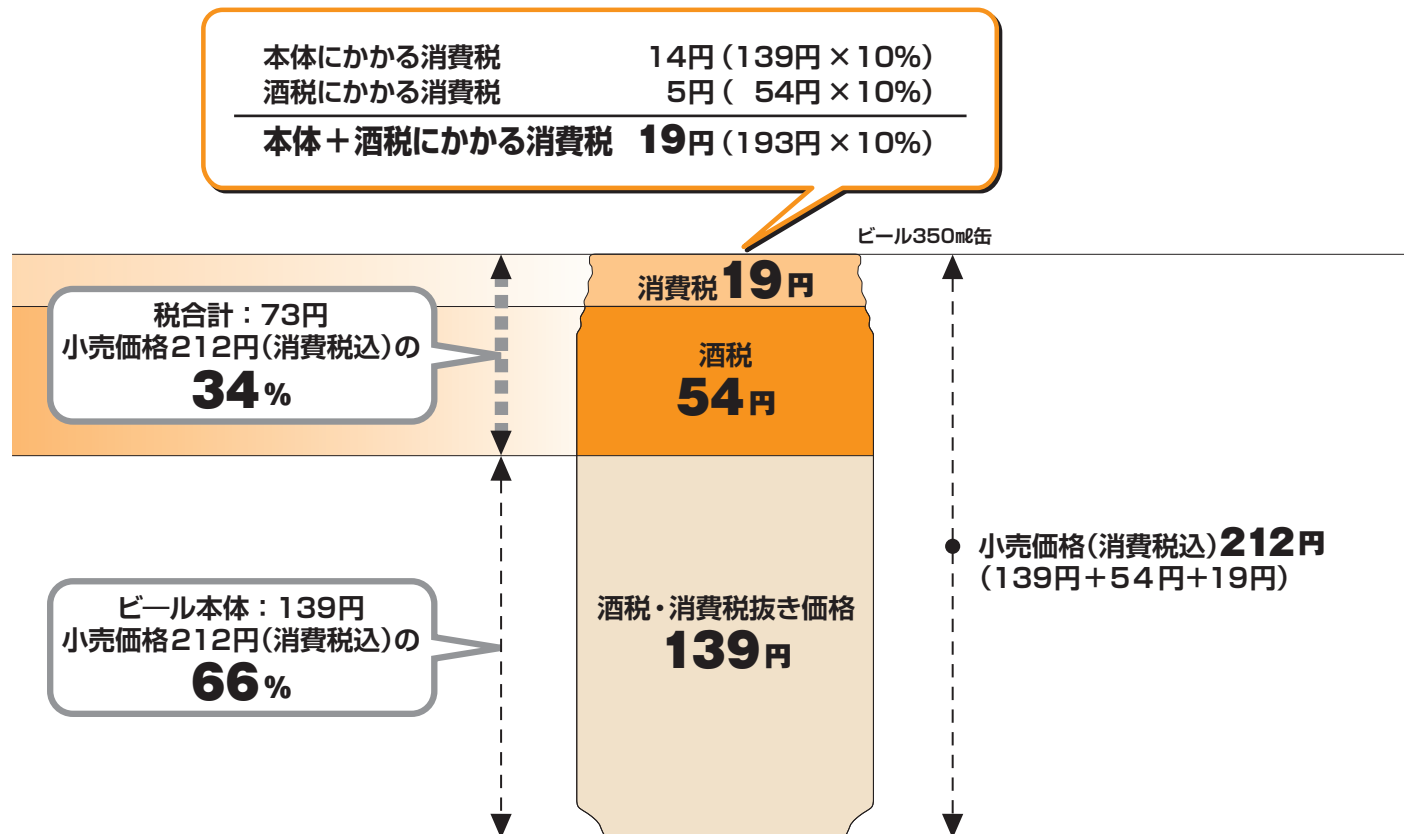 本体にかかる消費税 14円(139円×10%)
酒税にかかる消費税 5円( 54円×10%)
本体+酒税にかかる消費税 19円(193円×10%)
ビール350㎖缶
消費税19円
税合計:73円
小売価格212円(消費税込)の
34%
酒税
54円
小売価格(消費税込)212円
(139円+54円+19円)
ビ―ル本体:139円
小売価格212円(消費税込)の
66%
酒税・消費税抜き価格
139円